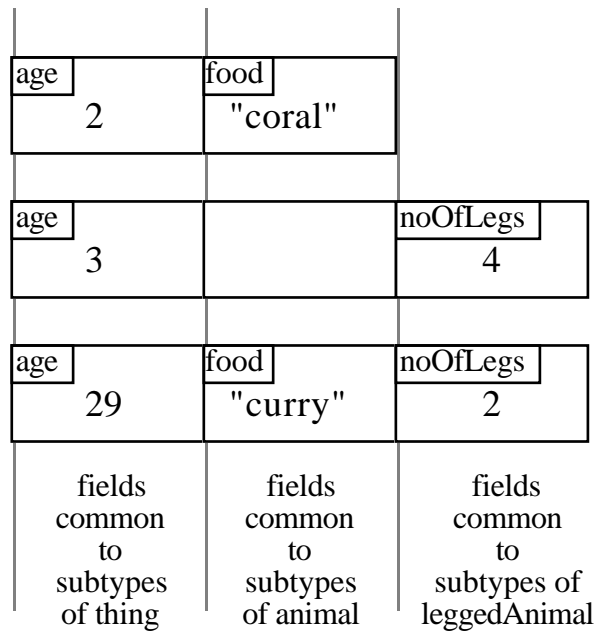 age food
2 "coral"
age noOfLegs
3 4
age food noOfLegs
29 "curry" 2
fields
common
to
subtypes
of thing
fields
common
to
subtypes
of animal
fields
common
to
subtypes of
leggedAnimal